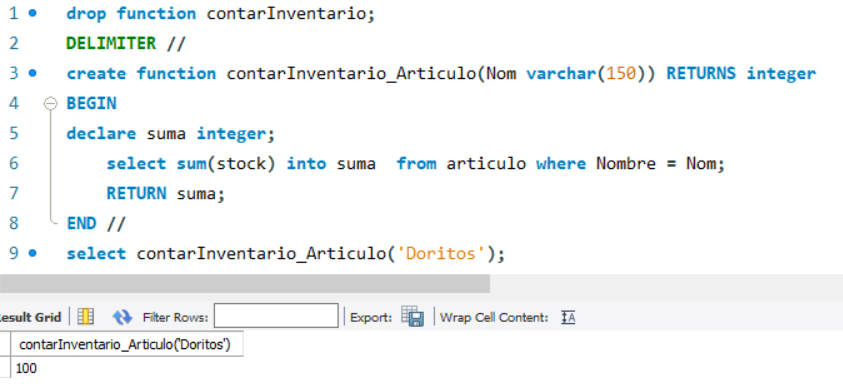 1 drop function contarInventario;
2 DELIMITER //
3 create function contarInventario_Articulo(Nom varchar(150)) RETURNS integer
4 BEGIN
5 declare suma integer;
6 select sum(stock) into suma  from articulo where Nombre = Nom;
7 RETURN suma;
8 END //
9 select contarInventario_Articulo('Doritos');
esult Grid Filter Rows: Export: Wrap Cell Content: IA
contarInventario_Articulo('Doritos')
100